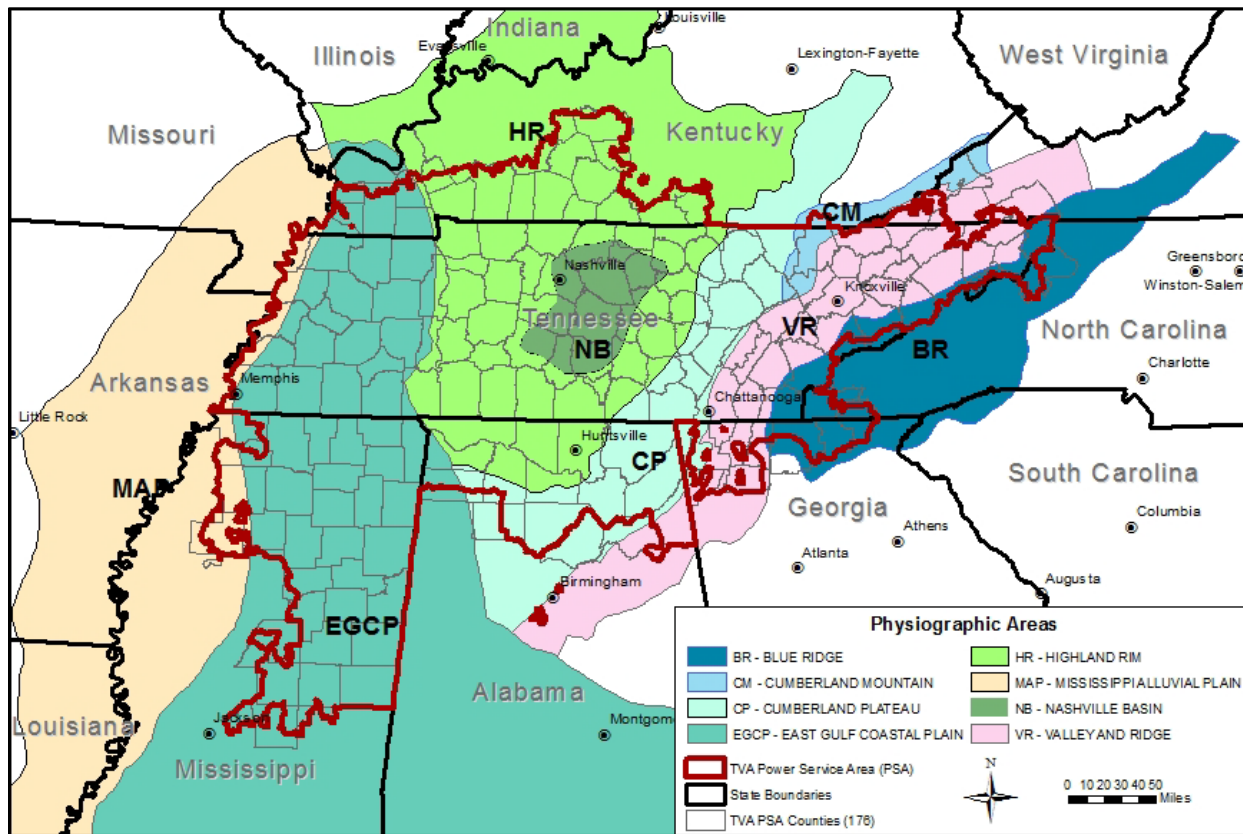 Indiana
Louisville
Illinois
Evansville
Lexington-Fayette
West Virginia
Missouri
HR
Kentucky
CM
Nashville
Greensboro
Winston-Salem
Knoxville
Tennessee
VR
NB
BR
North Carolina
Charlotte
Arkansas
Memphis
Little Rock
Chattanooga
Huntsville
CP
South Carolina
MAP
Georgia
Athens
Columbia
Atlanta
Birmingham
Augusta
EGCP
Alabama
Louisiana
Jackson
Montgom
Mississippi
Physiographic Areas
BR - BLUE RIDGE
CM - CUMBERLAND MOUNTAIN
CP - CUMBERLAND PLATEAU
EGCP - EAST GULF COASTAL PLAIN
HR - HIGHLAND RIM
MAP - MISSISSIPPI ALLUVIAL PLAIN
NB - NASHVILLE BASIN
VR - VALLEY AND RIDGE
TVA Power Service Area (PSA)
State Boundaries
TVA PSA Counties (176)
N
0 10 20 30 40 50
Miles